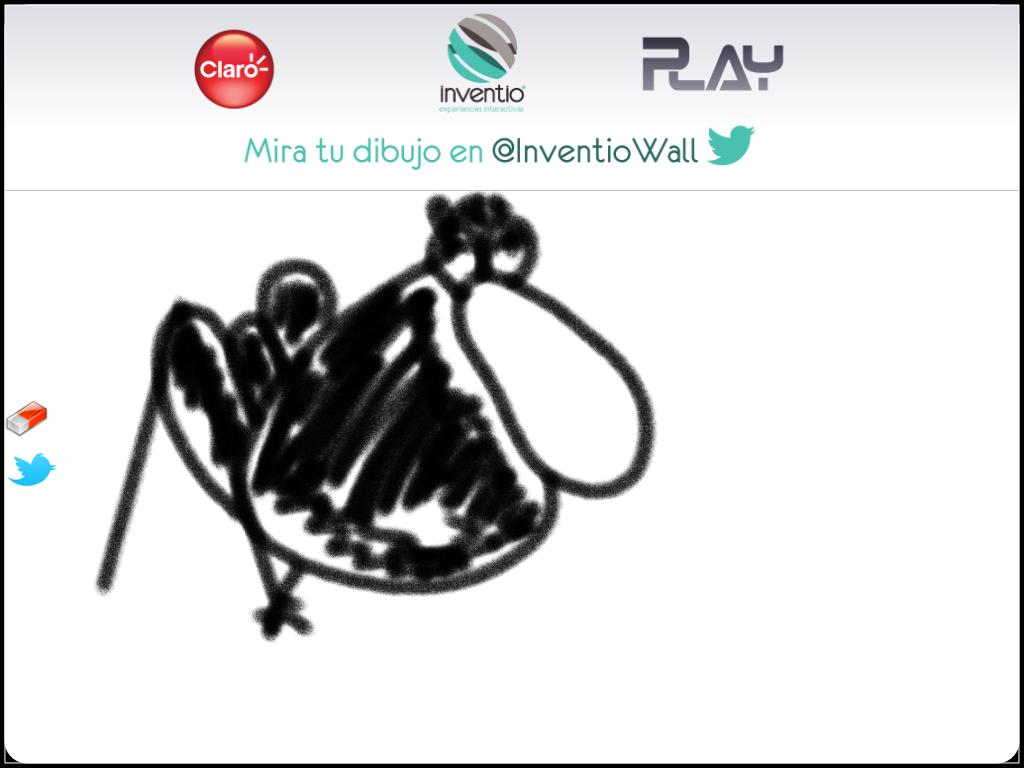 Claro
inventio
experiencias interactivas
PLAY
Mira tu dibujo en @InventioWall